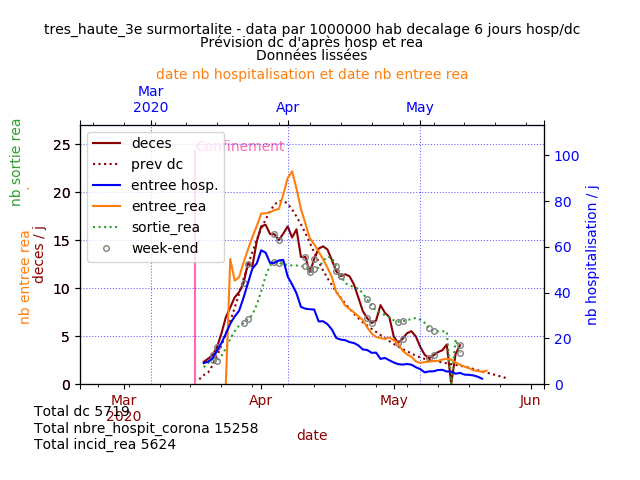 tres_haute_3e surmortalite - data par 1000000 hab decalage 6 jours hosp/dc
Prévision dc d'après hosp et rea
Données lissées
date nb hospitalisation et date nb entree rea
Mar
2020
Apr
May
Confinement
deces
prev dc
entree hosp.
entree_rea
sortie_rea
week-end
nb sortie rea
nb entree rea
deces / j
25
20
15
10
5
0
100
80
60
40
20
0
nb hospitalisation / j
Mar
2020
Apr
May
Jun
date
Total dc 5719
Total nbre_hospit_corona 15258
Total incid_rea 5624